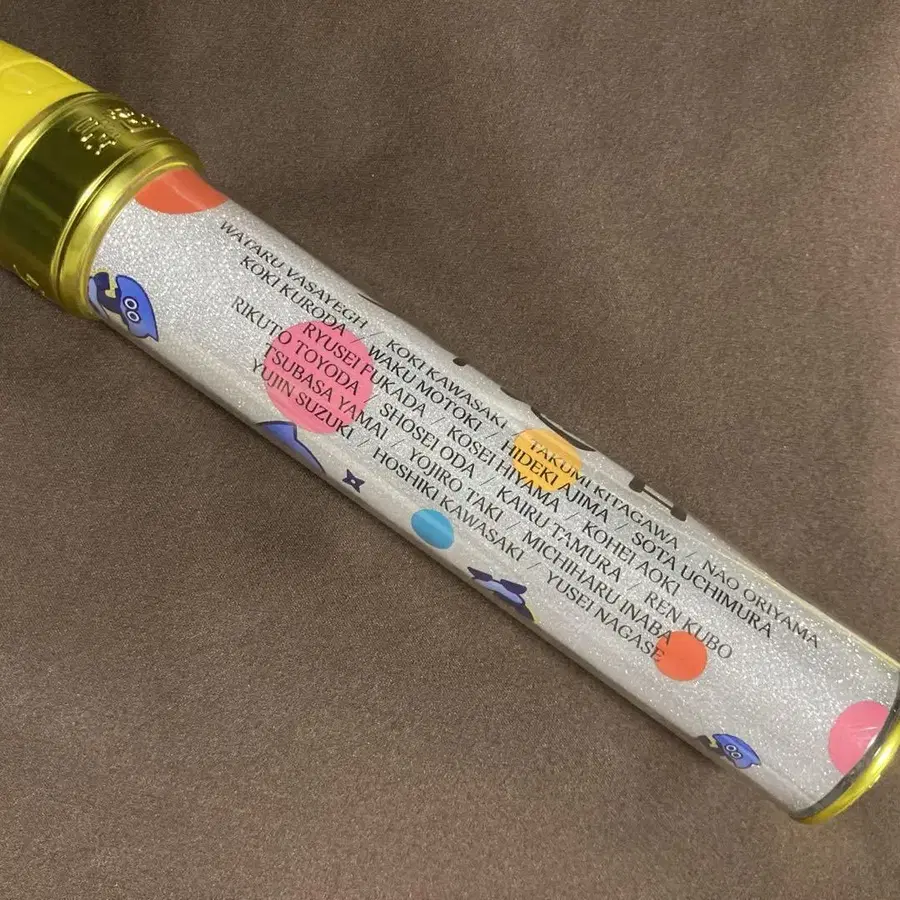 WATARU VASAYEGH / KOKI KAWASAKI / TAKUMI KITAGAWA / NAO ORIYAMA
KOKI KURODA / WAKU MOTOKI / HIDEKI AJIMA / SOTA UCHIMURA
RYUSEI FUKADA / KOSEI HIYAMA / KOHEI AOKI
RIKUTO TOYODA / SHOSEI ODA / KAIRU TAMURA / REN KUBO
TSUBASA YAMAI / YOJIRO TAKI / MICHIHARU INABA
YUJIN SUZUKI / HOSHIKI KAWASAKI / YUSEI NAGASE